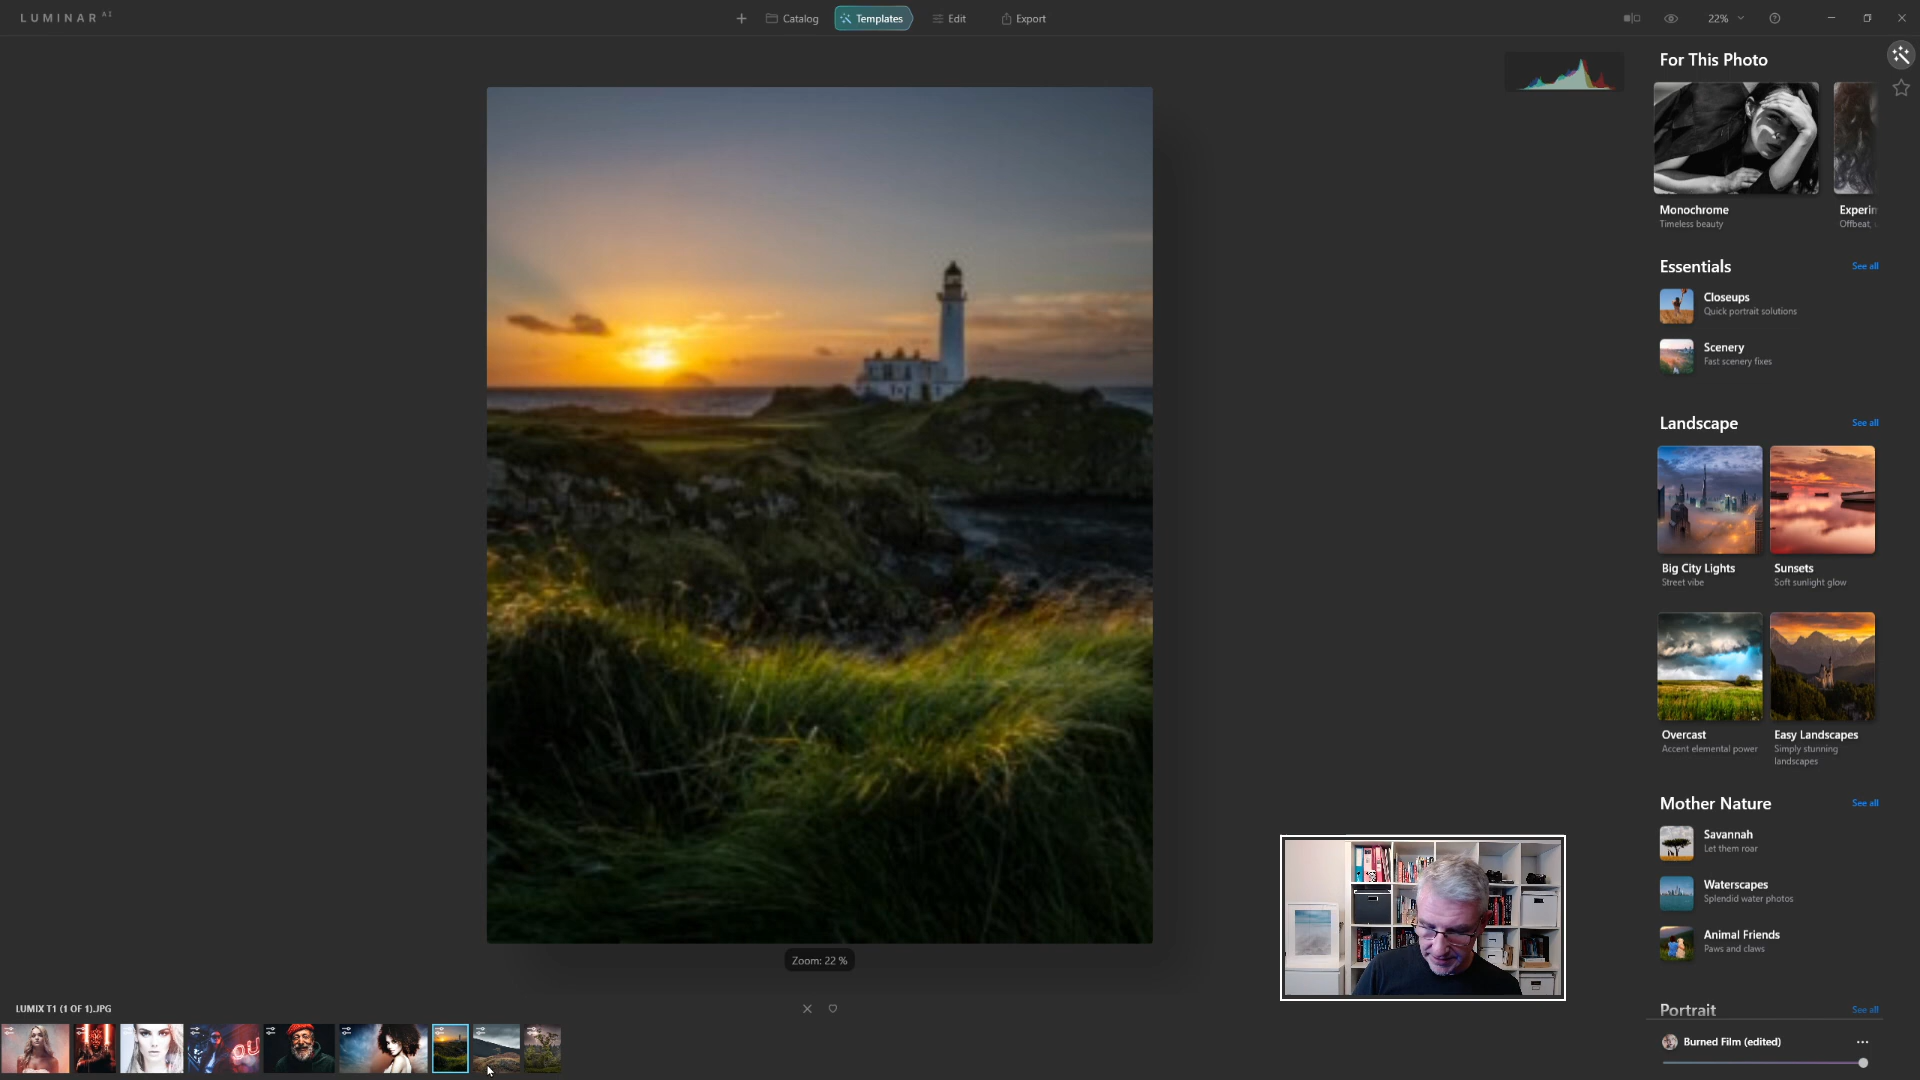 LUMINAR AI
Catalog
Templates
Edit
Export
22%
For This Photo
Monochrome
Timeless beauty
Experim
Offbeat,
Essentials
See all
Closeups
Quick portrait solutions
Scenery
Fast scenery fixes
Landscape
See all
Big City Lights
Street vibe
Sunsets
Soft sunlight glow
Overcast
Accent elemental power
Easy Landscapes
Simply stunning
landscapes
Mother Nature
See all
Savannah
Let them roar
Waterscapes
Splendid water photos
Animal Friends
Paws and claws
Portrait
See all
Burned Film (edited)
Zoom: 22 %
LUMIX T1 (1 OF 1).JPG
OU